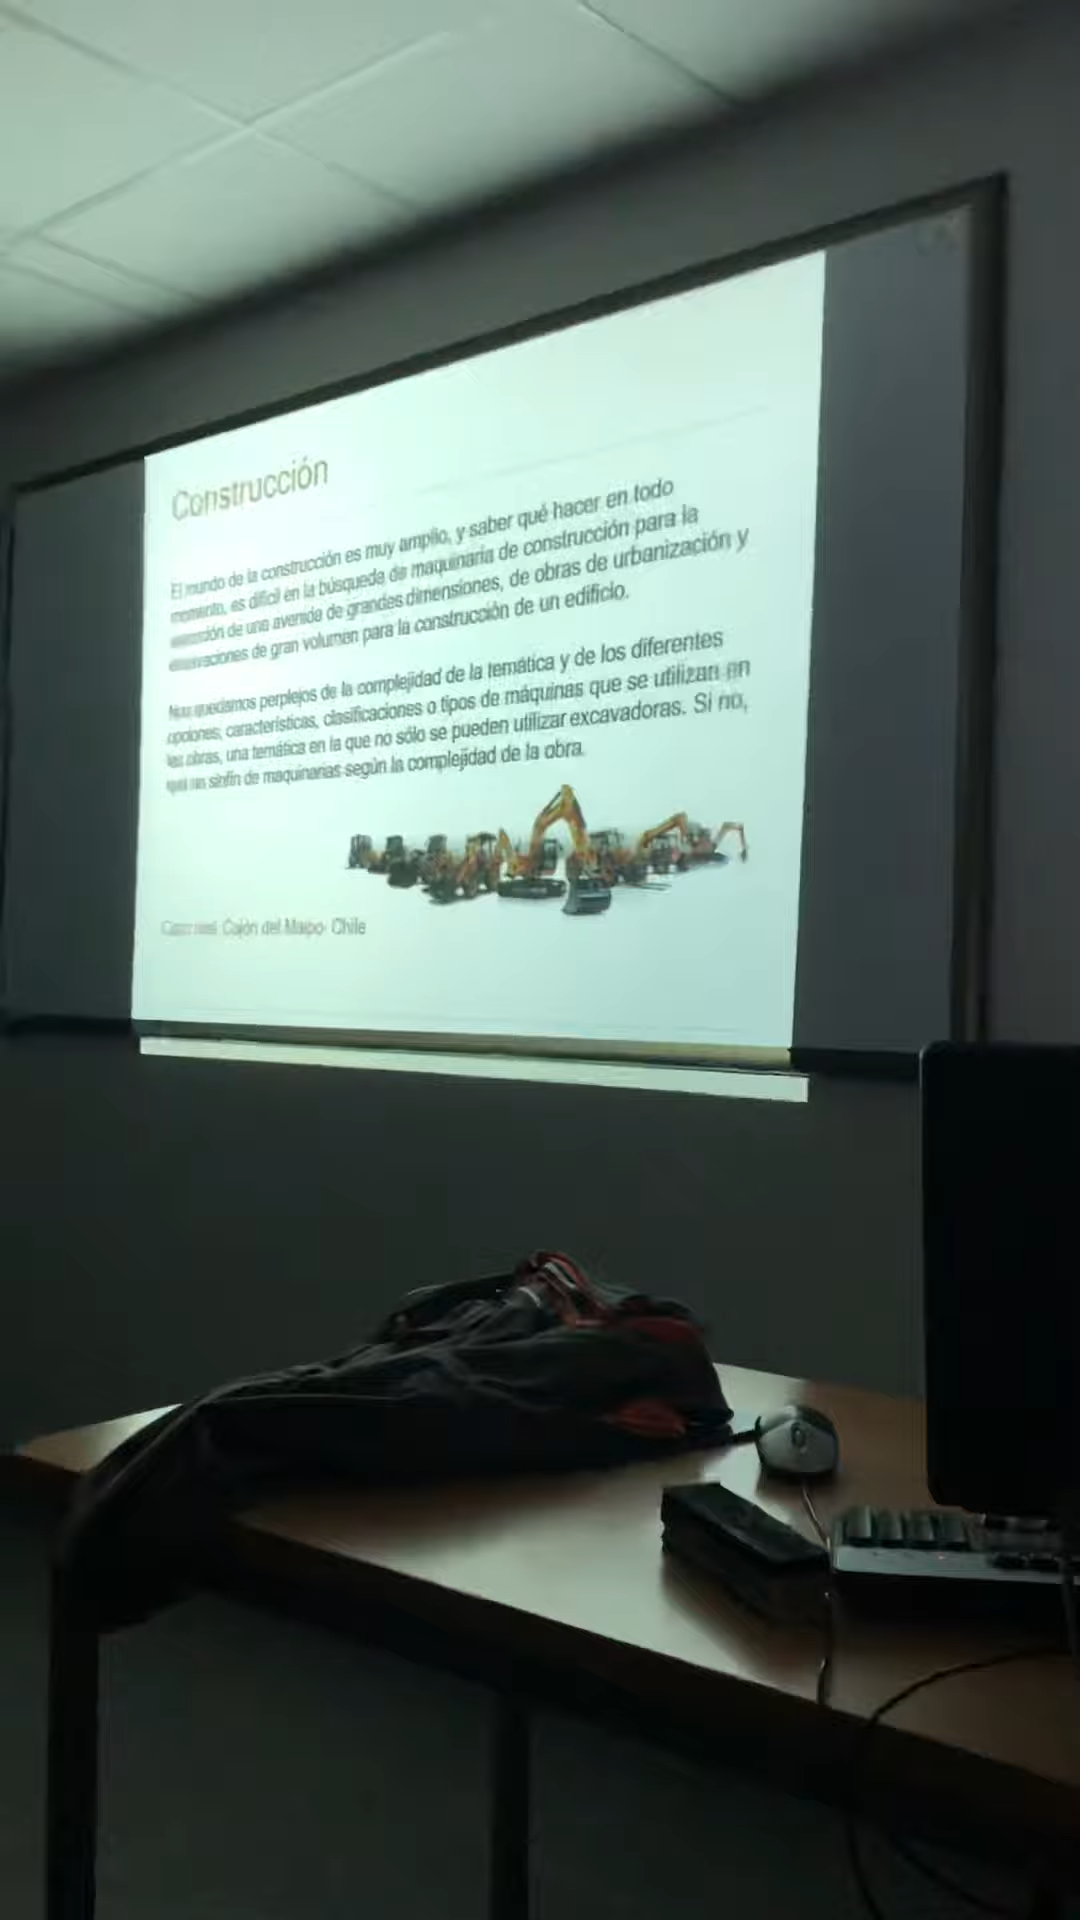 Construcción
El mundo de la construcción es muy amplio, y saber qué hacer en todo
momento, es difícil en la búsqueda de maquinaria de construcción para la
de una avenida de grandes dimensiones, de obras de urbanización y
de gran volumen para la construcción de un edificio.
Nos quedamos perplejos de la complejidad de la temática y de los diferentes
opciones, características, clasificaciones o tipos de máquinas que se utilizan en
las obras, una temática en la que no sólo se pueden utilizar excavadoras. Si no,
sinfín de maquinarias según la complejidad de la obra.
Cajón del Maipo- Chile